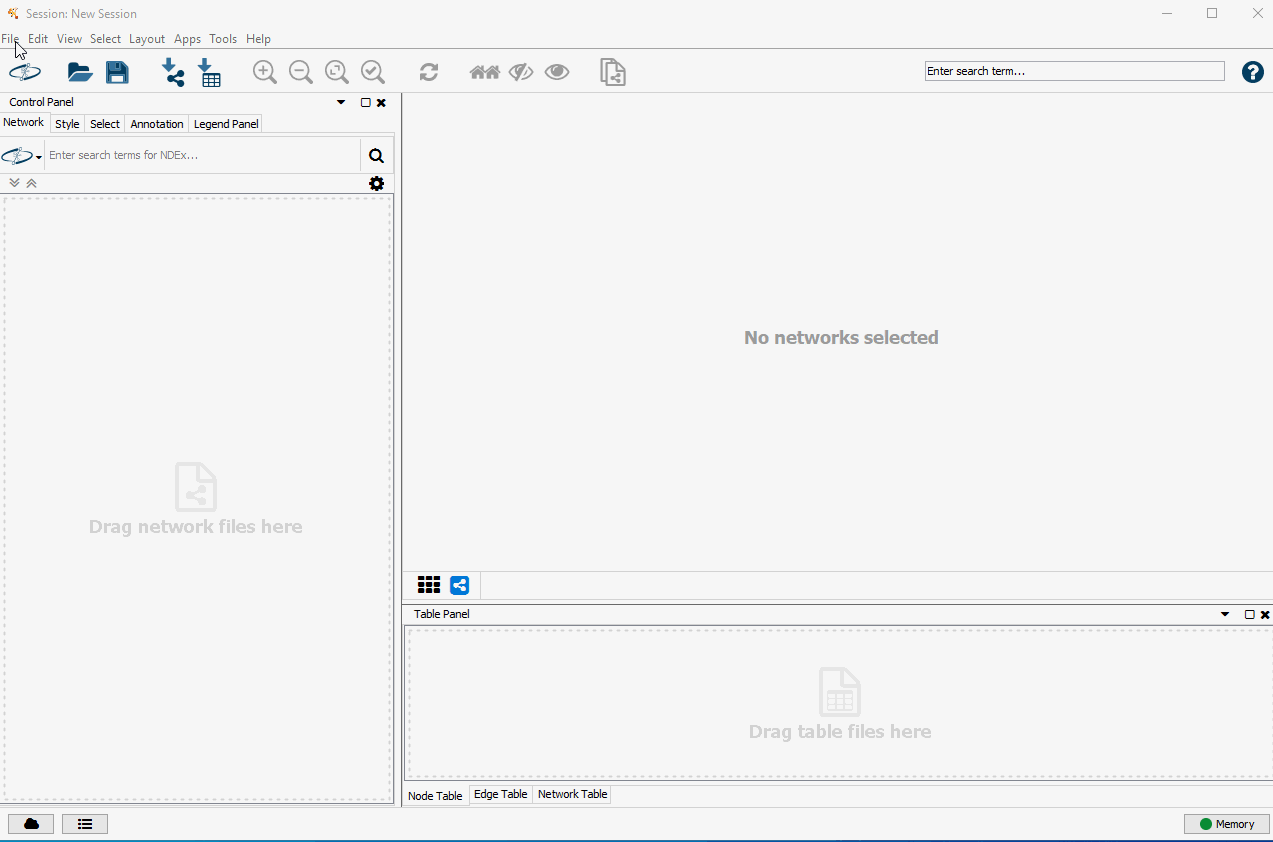 Session: New Session
File Edit View Select Layout Apps Tools Help
Enter search term...
Control Panel
Network Style Select Annotation Legend Panel
Enter search terms for NDEx...
Drag network files here
No networks selected
Table Panel
Drag table files here
Node Table Edge Table Network Table
Memory